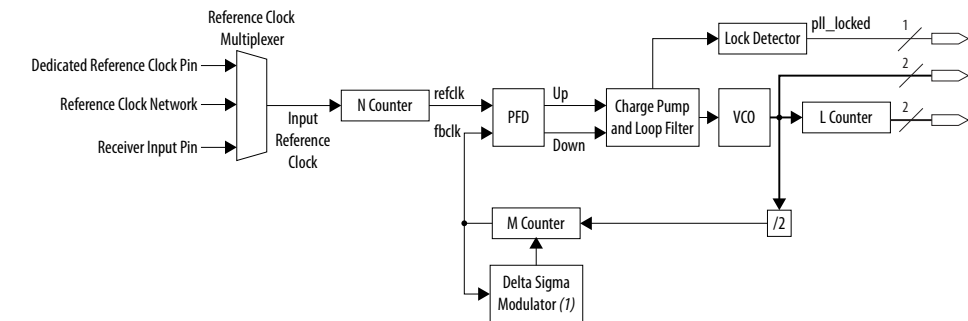 Reference Clock
Multiplexer
Dedicated Reference Clock Pin
Reference Clock Network
Receiver Input Pin
Input
Reference
Clock
N Counter
refclk
fbclk
PFD
Up
Down
Charge Pump
and Loop Filter
Lock Detector
pll_locked
1
VCO
2
L Counter
2
/2
M Counter
Delta Sigma
Modulator (1)